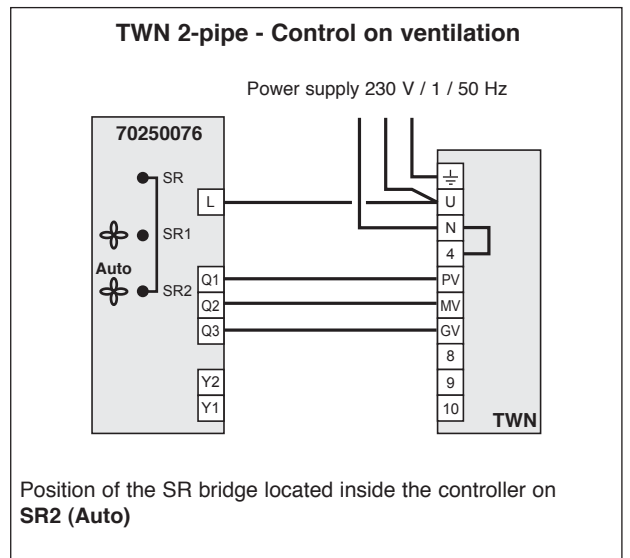 TWN 2-pipe - Control on ventilation
Power supply 230 V / 1 / 50 Hz
70250076
SR
L
SR1
Auto
SR2
Q1
Q2
Q3
Y2
Y1
U
N
4
PV
MV
GV
8
9
10
TWN
Position of the SR bridge located inside the controller on
SR2 (Auto)